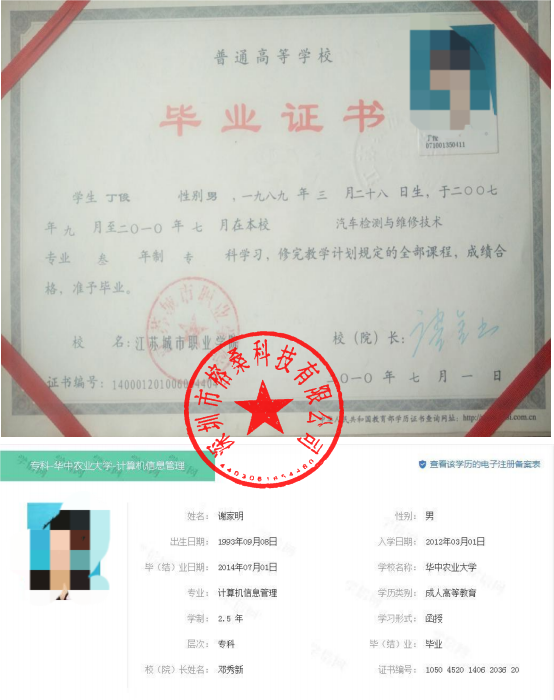 普通高等学校
毕业证书
丁俊
071001350411
学生 丁俊 性别 男 ，一九八九 年 三 月二十八 日生，于二〇〇七
年 九 月至二〇一〇 年 七 月在本校 汽车检测与维修技术
专业 叁 年制 专 科学习，修完教学计划规定的全部课程，成绩合
格，准予毕业。
校 名：江苏城市职业学院 校（院）长：
二〇一〇 年 七 月 一 日
证书编号：
中华人民共和国教育部学历证书查询网址：
深圳市榕桑科技有限公司
专科-华中农业大学-计算机信息管理
查看该学历的电子注册备案表
姓名： 谢家明 性别： 男
出生日期： 1993年09月08日 入学日期： 2012年03月01日
毕（结）业日期： 2014年07月01日 学校名称： 华中农业大学
专业： 计算机信息管理 学历类别： 成人高等教育
学制： 2.5 年 学习形式： 函授
层次： 专科 毕（结）业： 毕业
校（院）长姓名： 邓秀新 证书编号： 1050 4520 1406 2036 20
学信网